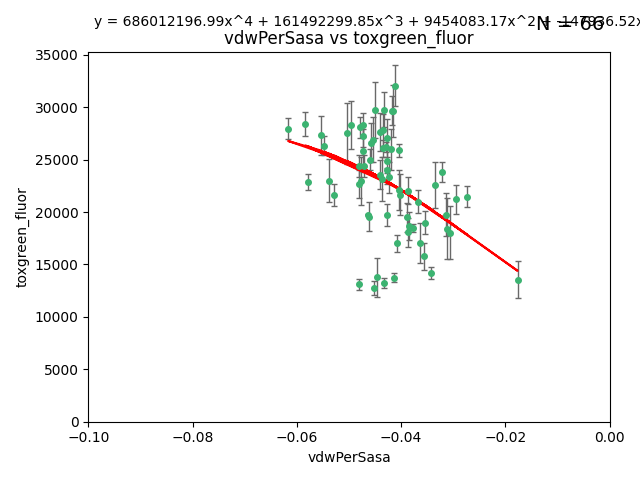 y = 686012196.99x^4 + 161492299.85x^3 + 9454083.17x^2
N = 66
vdwPerSasa vs toxgreen_fluor
35000
30000
25000
20000
15000
10000
5000
0
toxgreen_fluor
−0.10
−0.08
−0.06
−0.04
−0.02
0.00
vdwPerSasa